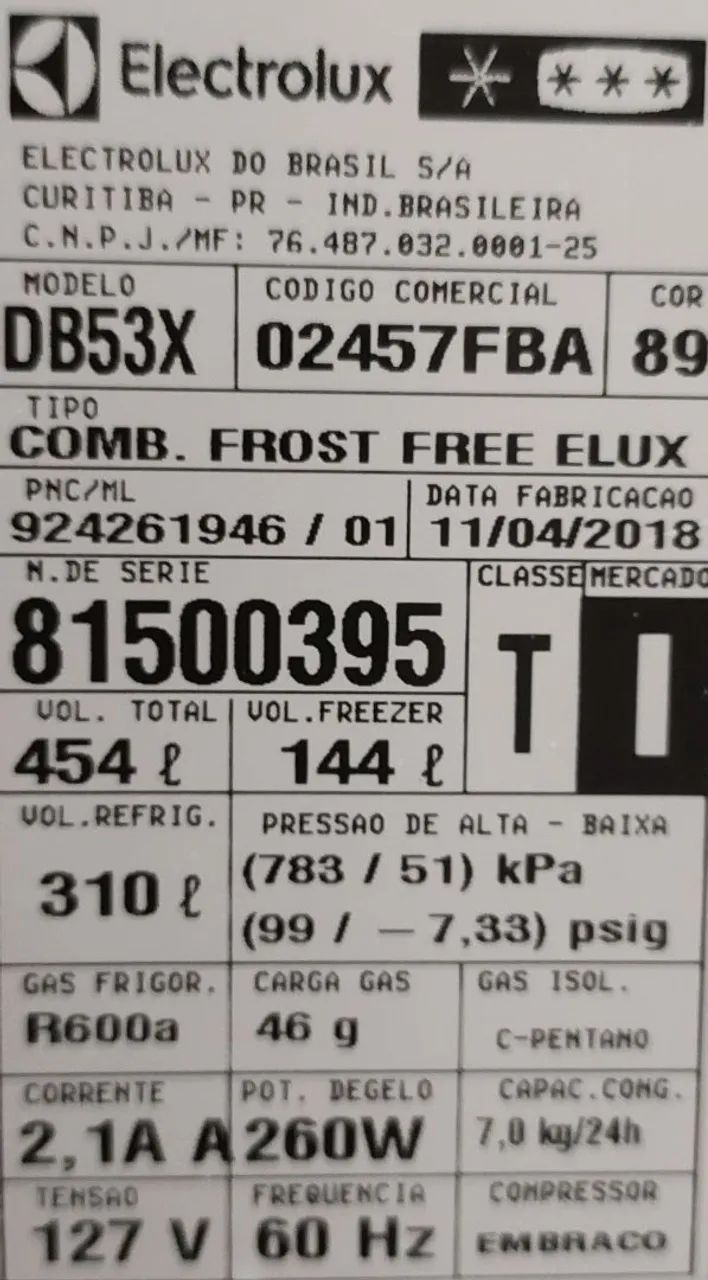 Electrolux
ELECTROLUX DO BRASIL S/A
CURITIBA - PR - IND.BRASILEIRA
C.N.P.J./MF: 76.487.032.0001-25
MODELO CODIGO COMERCIAL COR
DB53X 02457FBA 89
TIPO
COMB. FROST FREE ELUX
PNC/ML DATA FABRICACAO
924261946 / 01 11/04/2018
N.DE SERIE CLASSE MERCADO
81500395 T I
VOL. TOTAL VOL.FREEZER
454 ℓ 144 ℓ
VOL.REFRIG. PRESSAO DE ALTA - BAIXA
310 ℓ (783 / 51) kPa
(99 / - 7,33) psig
GAS FRIGOR. CARGA GAS GAS ISOL.
R600a 46 g C-PENTANO
CORRENTE POT. DEGELO CAPAC.CONG.
2,1A A 260W 7,0 kg/24h
TENSAO FREQUENCIA COMPRESSOR
127 V 60 Hz EMBRACO